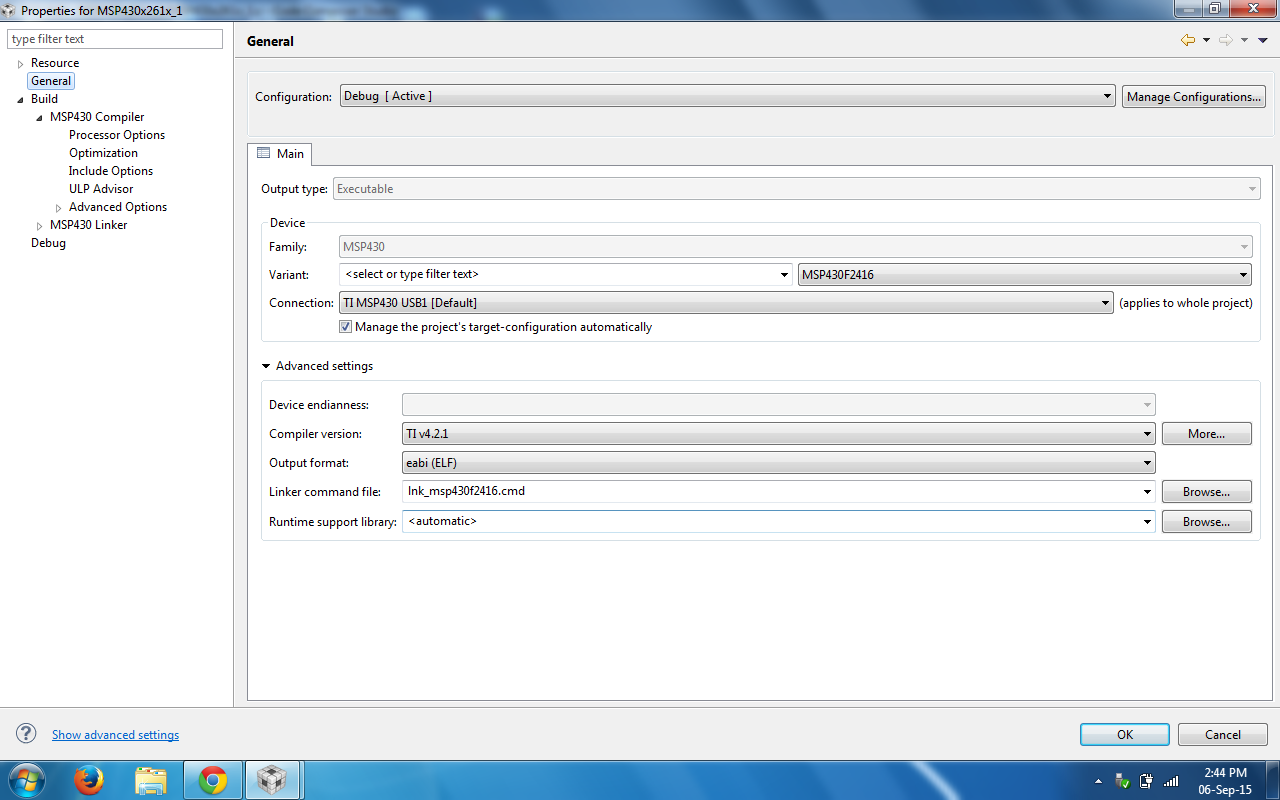 Properties for MSP430x261x_1
type filter text
General
Resource
General
Build
MSP430 Compiler
Processor Options
Optimization
Include Options
ULP Advisor
Advanced Options
MSP430 Linker
Debug
Configuration: Debug [ Active ] Manage Configurations...
Main
Output type: Executable
Device
Family: MSP430
Variant: <select or type filter text> MSP430F2416
Connection: TI MSP430 USB1 [Default] (applies to whole project)
Manage the project's target-configuration automatically
Advanced settings
Device endianness:
Compiler version: TI v4.2.1 More...
Output format: eabi (ELF)
Linker command file: lnk_msp430f2416.cmd Browse...
Runtime support library: <automatic> Browse...
Show advanced settings OK Cancel
2:44 PM
06-Sep-15